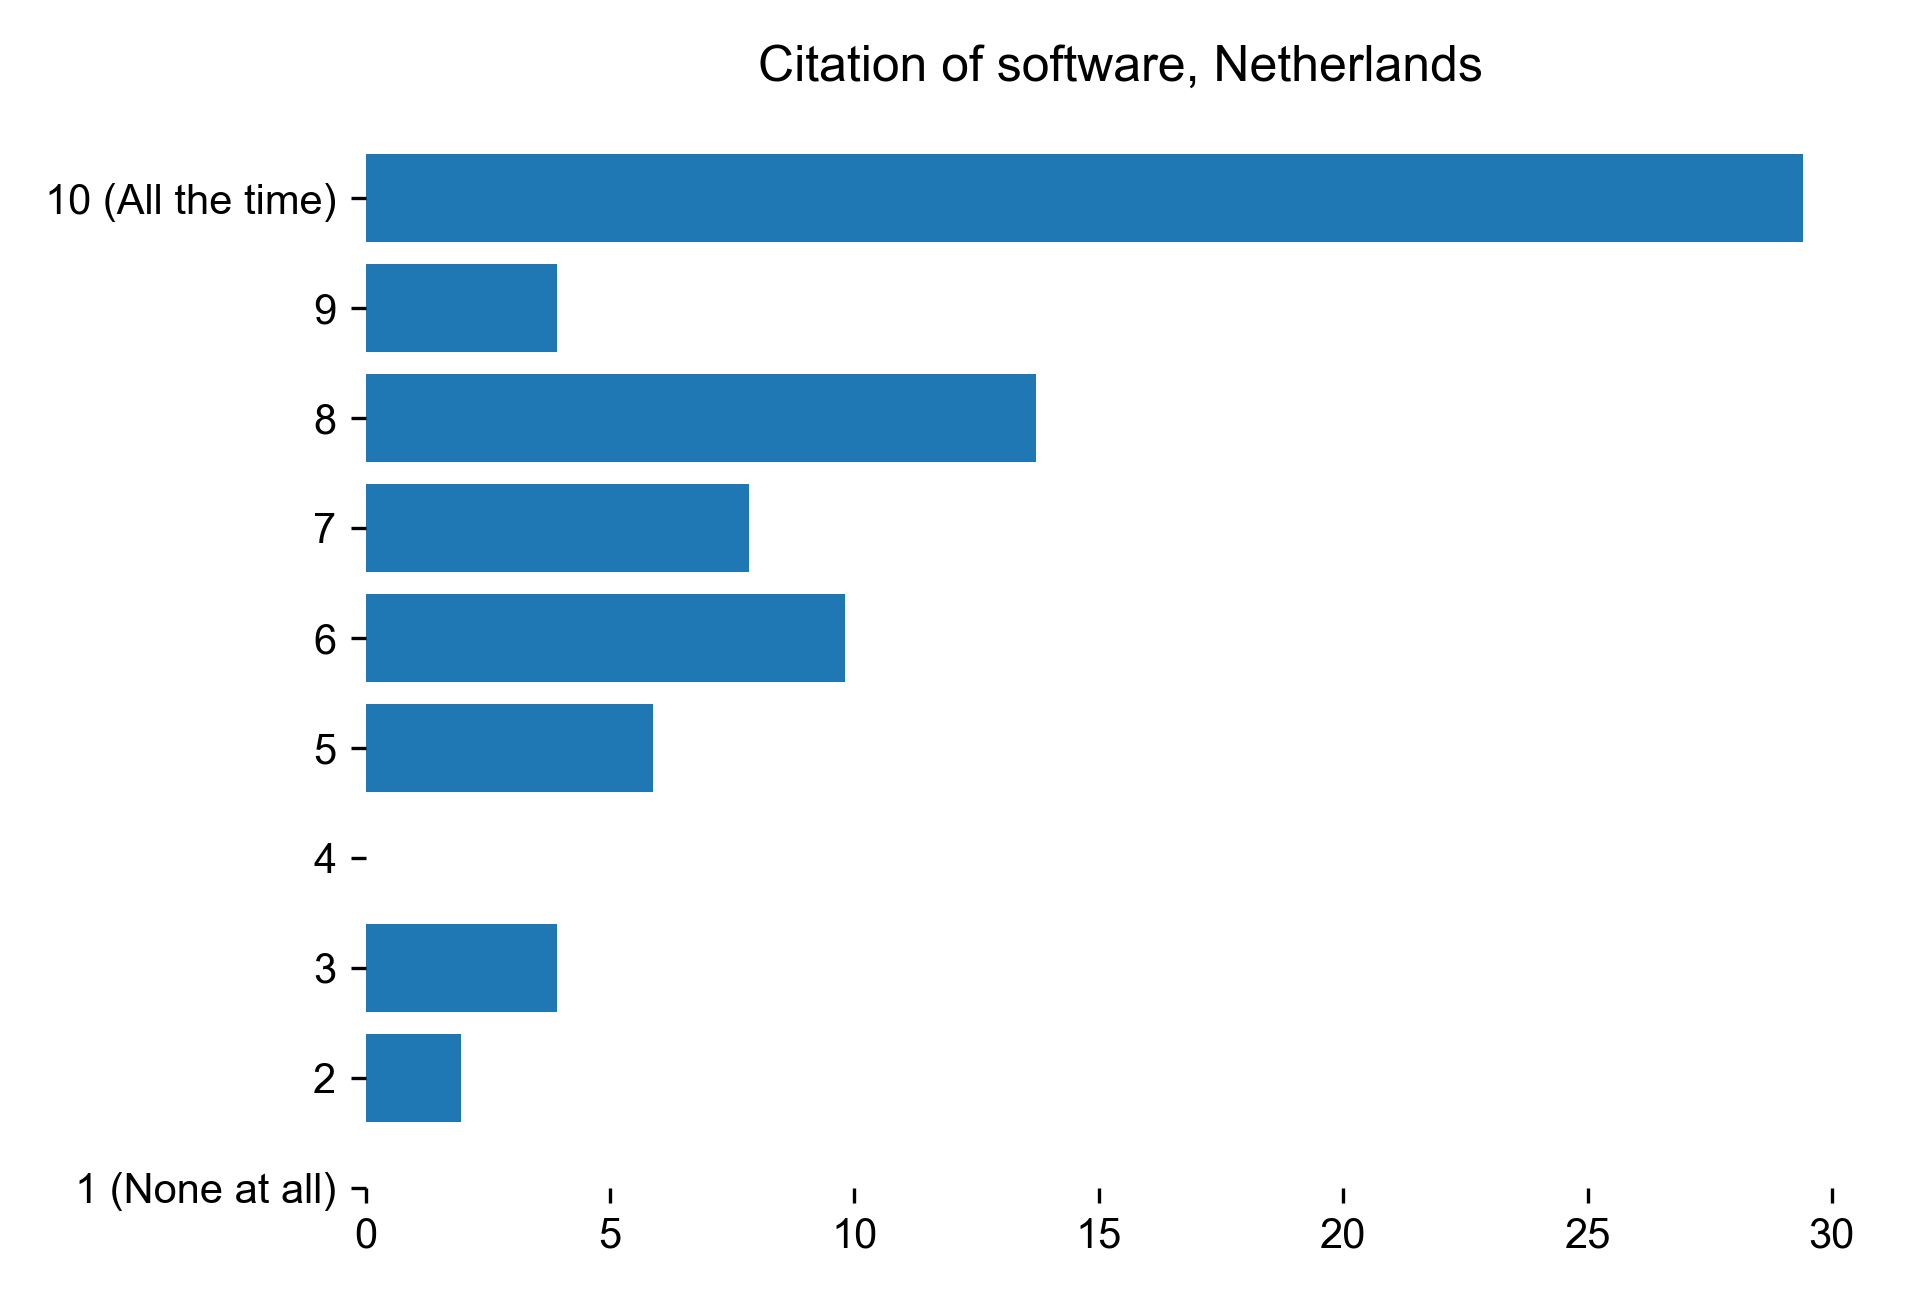 Citation of software, Netherlands
10 (All the time)
9
8
7
6
5
4
3
2
1 (None at all)
0 5 10 15 20 25 30